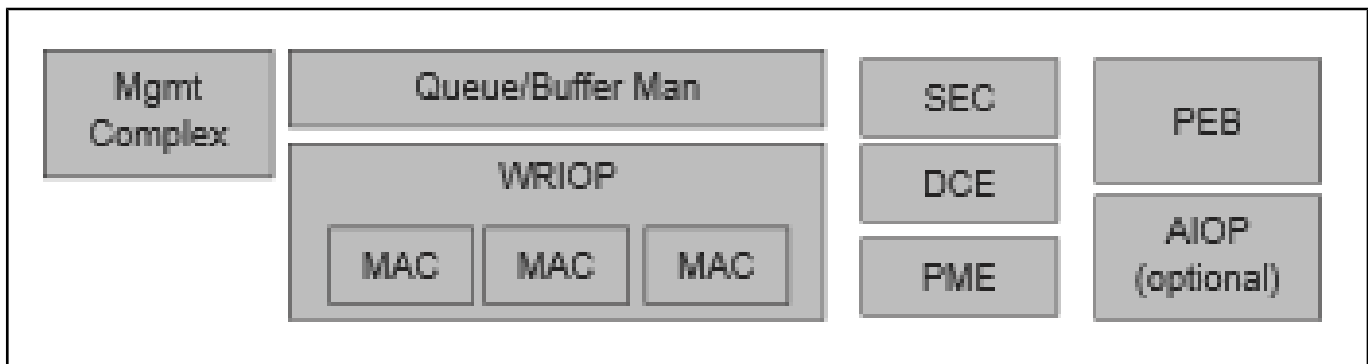 Mgmt
Complex
Queue/Buffer Man
WRIOP
MAC MAC MAC
SEC
DCE
PME
PEB
AIOP
(optional)